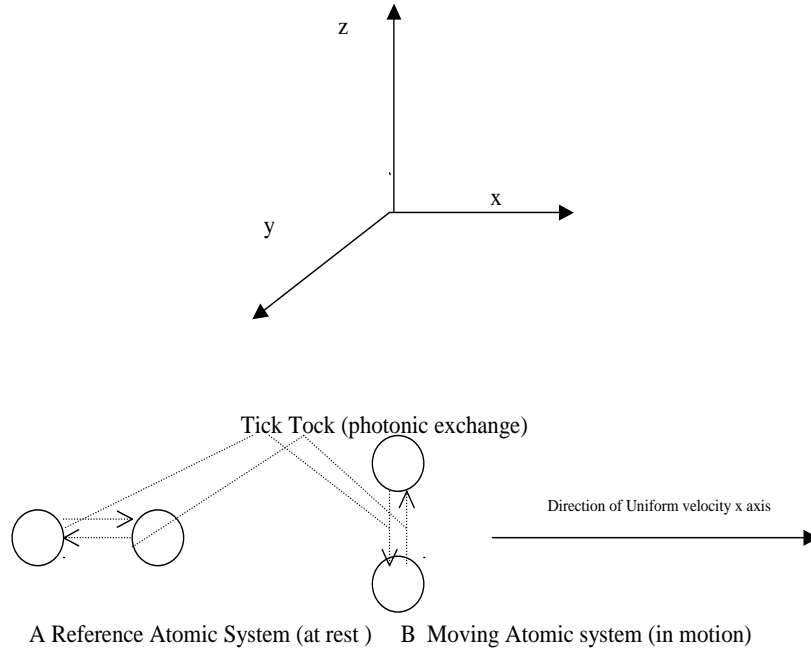 z
x
y
Tick Tock (photonic exchange)
Direction of Uniform velocity x axis
A Reference Atomic System (at rest ) B Moving Atomic system (in motion)